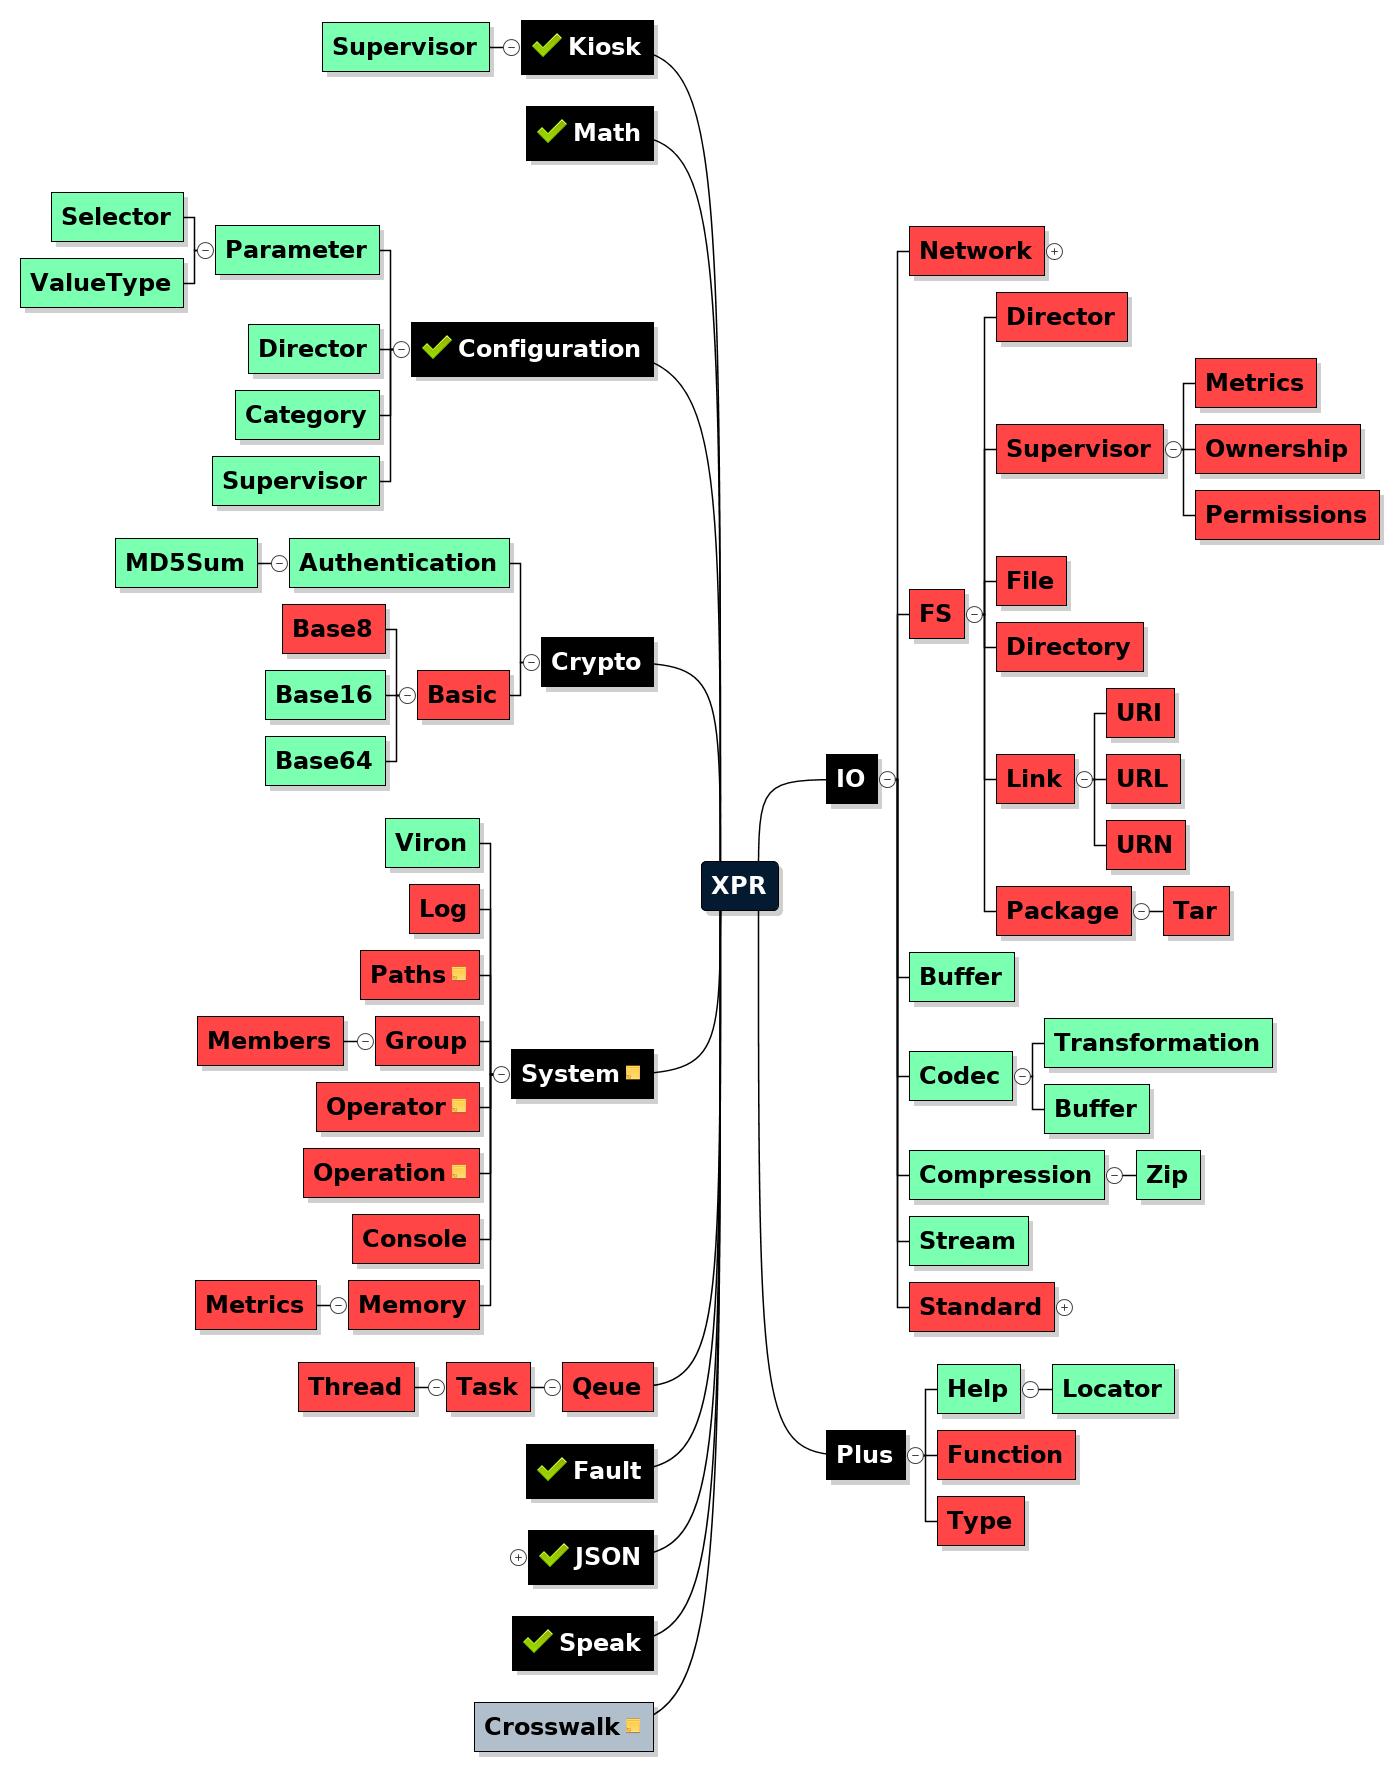 Supervisor
Kiosk
Math
Selector
ValueType
Parameter
Director
Category
Supervisor
Configuration
MD5Sum
Authentication
Base8
Base16
Base64
Basic
Crypto
Viron
Log
Paths
Members
Group
Operator
Operation
Console
Metrics
Memory
System
Thread
Task
Qeue
Fault
JSON
Speak
Crosswalk
XPR
IO
Network
FS
Director
Supervisor
Metrics
Ownership
Permissions
File
Directory
Link
URI
URL
URN
Package
Tar
Buffer
Codec
Transformation
Buffer
Compression
Zip
Stream
Standard
Plus
Help
Locator
Function
Type